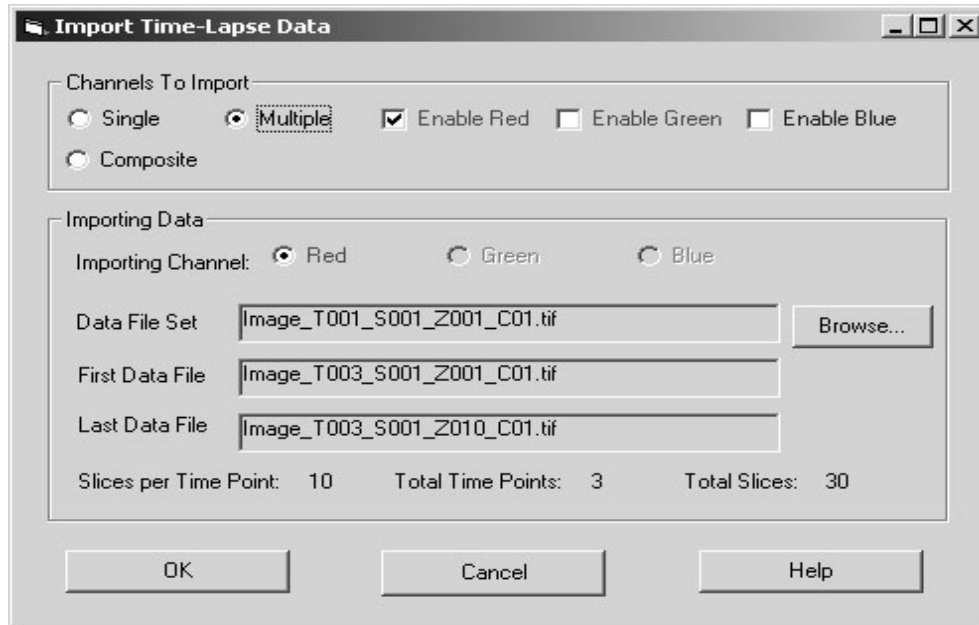 Import Time-Lapse Data
Channels To Import
Single Multiple Enable Red Enable Green Enable Blue
Composite
Importing Data
Importing Channel: Red Green Blue
Data File Set Image_T001_S001_Z001_C01.tif Browse...
First Data File Image_T003_S001_Z001_C01.tif
Last Data File Image_T003_S001_Z010_C01.tif
Slices per Time Point: 10 Total Time Points: 3 Total Slices: 30
OK Cancel Help